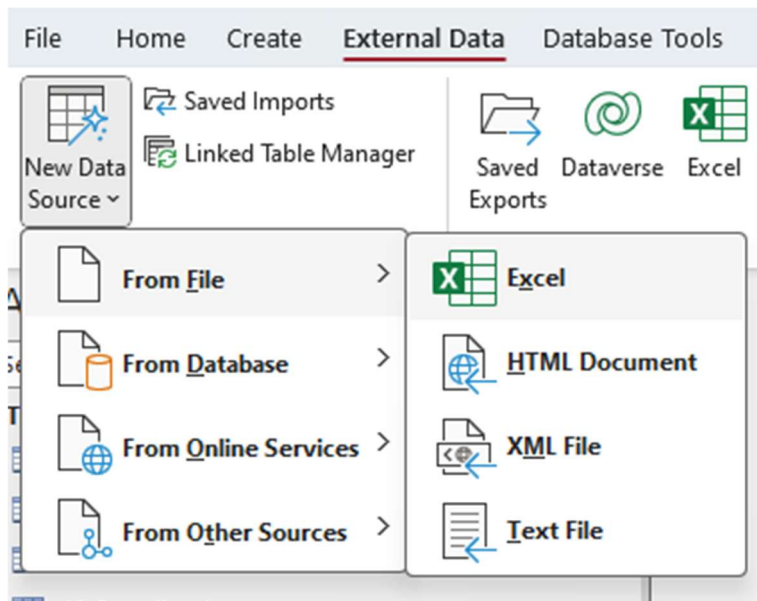 File Home Create External Data Database Tools
Saved Imports
Linked Table Manager
New Data
Source
Saved
Exports
Dataverse
Excel
From File
From Database
From Online Services
From Other Sources
Excel
HTML Document
XML File
Text File